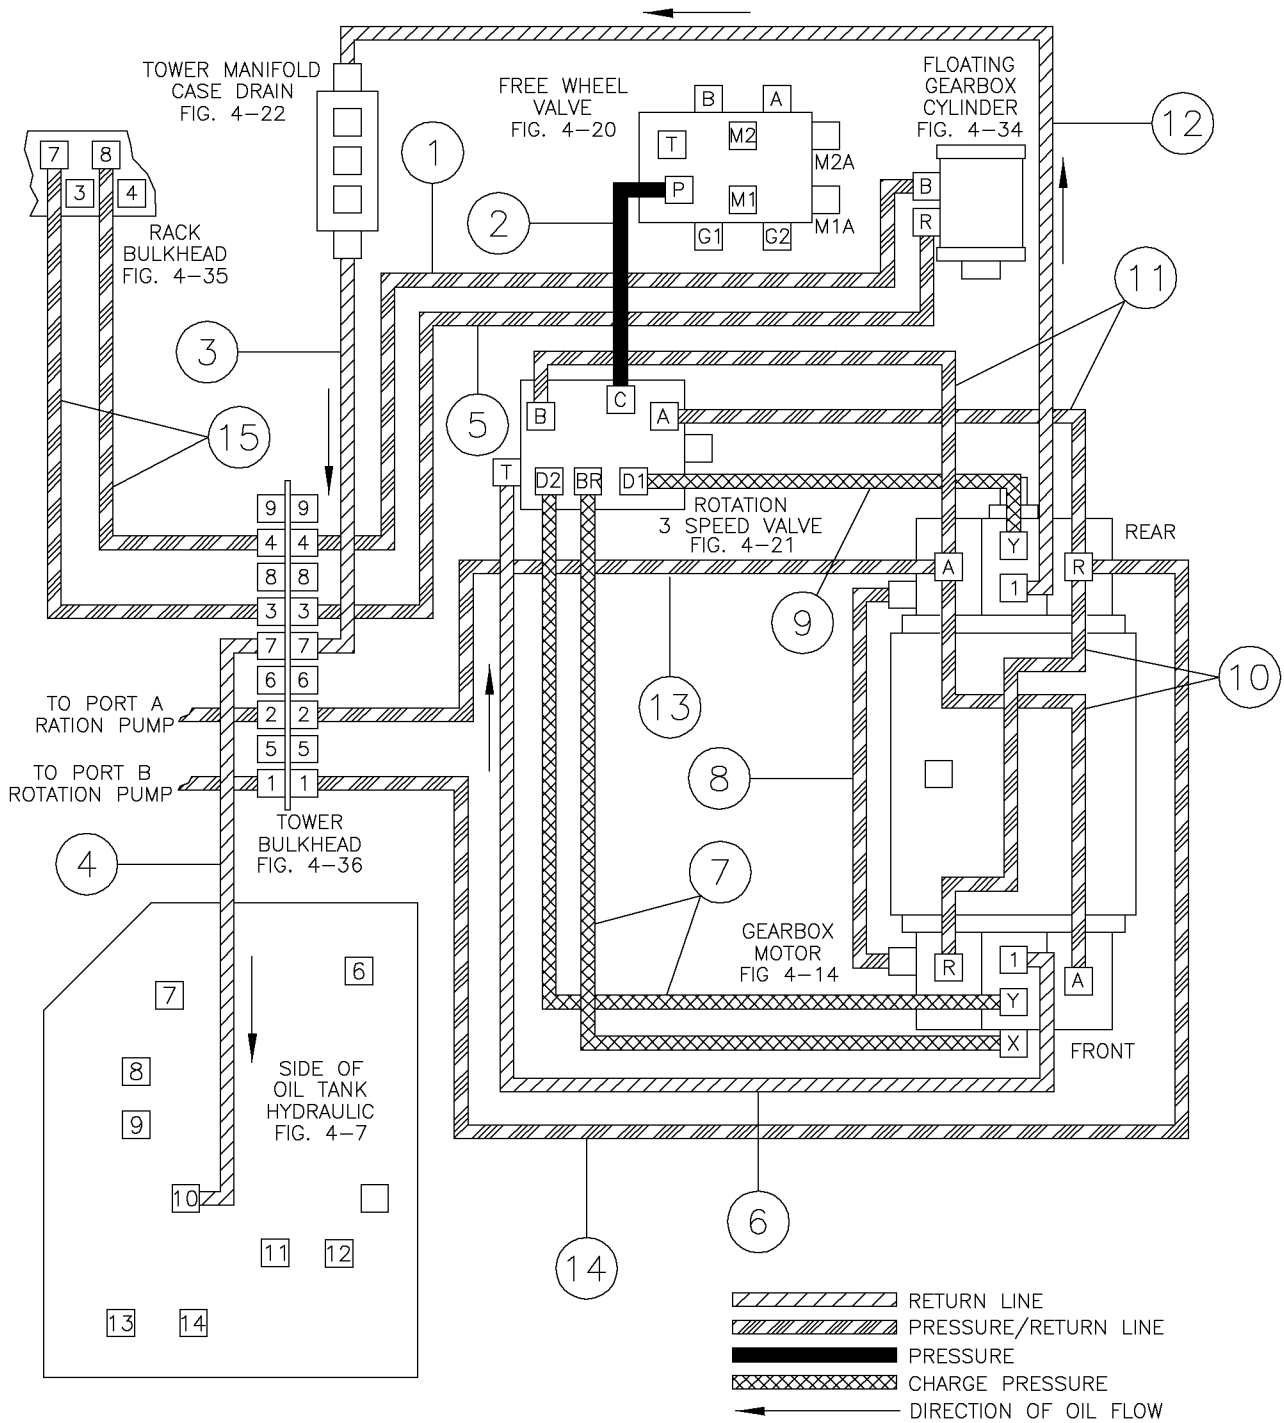 TOWER MANIFOLD
CASE DRAIN
FIG. 4-22
FREE WHEEL
VALVE
FIG. 4-20
FLOATING
GEARBOX
CYLINDER
FIG. 4-34
12
B
A
T
M2
M2A
P
M1
M1A
G1
G2
B
R
7
8
3
4
RACK
BULKHEAD
FIG. 4-35
1
2
11
3
15
5
B
C
A
T
D2
BR
D1
ROTATION
3 SPEED VALVE
FIG. 4-21
REAR
Y
A
R
1
9
9 9
4 4
8 8
3 3
7 7
6 6
2 2
5 5
1 1
TO PORT A
RATION PUMP
TO PORT B
ROTATION PUMP
TOWER
BULKHEAD
FIG. 4-36
13
10
8
4
7
GEARBOX
MOTOR
FIG 4-14
R
1
A
Y
X
FRONT
6
7
8
9
SIDE OF
OIL TANK
HYDRAULIC
FIG. 4-7
10
11
12
13
14
6
14
RETURN LINE
PRESSURE/RETURN LINE
PRESSURE
CHARGE PRESSURE
DIRECTION OF OIL FLOW